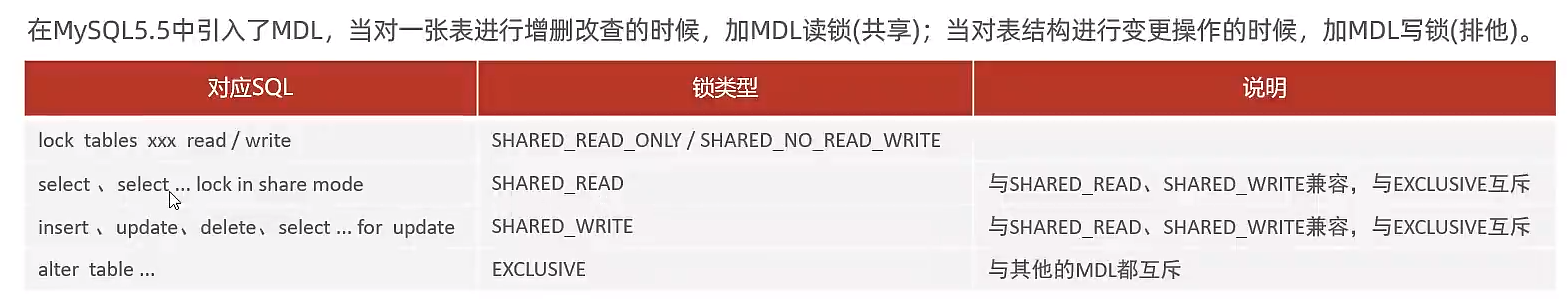 在MySQL5.5中引入了MDL，当对一张表进行增删改查的时候，加MDL读锁(共享)；当对表结构进行变更操作的时候，加MDL写锁(排他)。
对应SQL 锁类型 说明
lock tables xxx read / write SHARED_READ_ONLY / SHARED_NO_READ_WRITE
select 、select ... lock in share mode SHARED_READ 与SHARED_READ、SHARED_WRITE兼容，与EXCLUSIVE互斥
insert 、update、delete、select ... for update SHARED_WRITE 与SHARED_READ、SHARED_WRITE兼容，与EXCLUSIVE互斥
alter table ... EXCLUSIVE 与其他的MDL都互斥